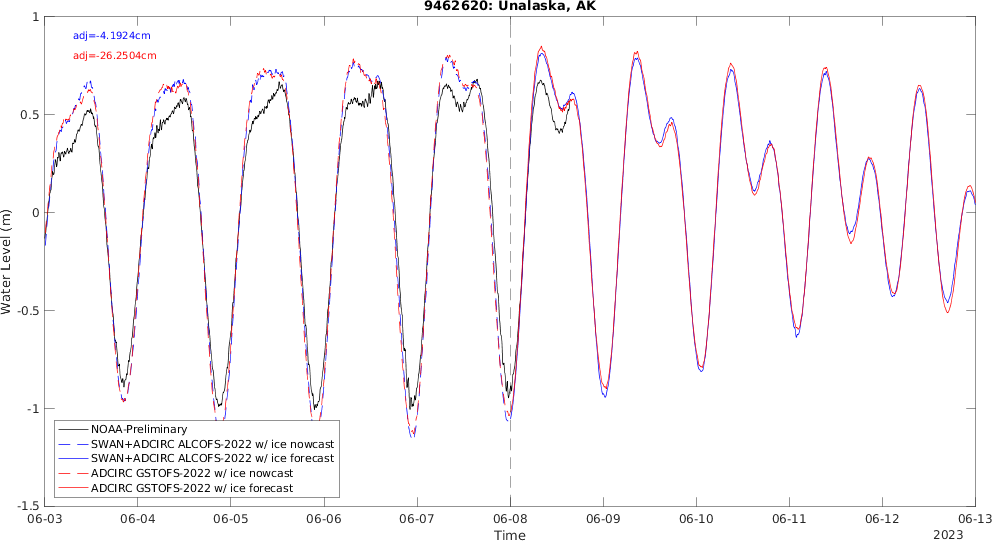 9462620: Unalaska, AK
adj=-4.1924cm
adj=-26.2504cm
1
0.5
0
-0.5
-1
-1.5
Water Level (m)
NOAA-Preliminary
SWAN+ADCIRC ALCOFS-2022 w/ ice nowcast
SWAN+ADCIRC ALCOFS-2022 w/ ice forecast
ADCIRC GSTOFS-2022 w/ ice nowcast
ADCIRC GSTOFS-2022 w/ ice forecast
06-03 06-04 06-05 06-06 06-07 06-08 06-09 06-10 06-11 06-12 06-13
Time
2023